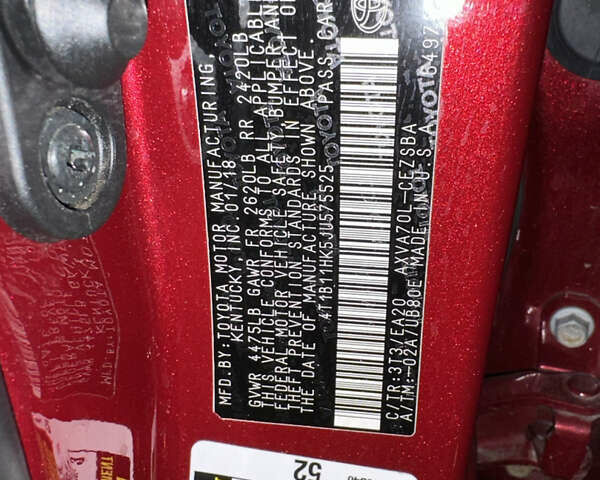 MFD. BY: TOYOTA MOTOR MANUFACTURING,
KENTUCKY, INC. 01/18
GVWR 4475LB GAWR FR 2620LB RR 2420LB
THIS VEHICLE CONFORMS TO ALL APPLICABLE
FEDERAL MOTOR VEHICLE SAFETY, BUMPER, AND
THEFT PREVENTION STANDARDS IN EFFECT ON
THE DATE OF MANUFACTURE SHOWN ABOVE.
4T1B11HK5JU575525 PASS. CAR
C/TR: 3T3/EA20 AXVA70L-CEZSBA
A/TM: -02A/UB80E MADE IN U.S.A.
52